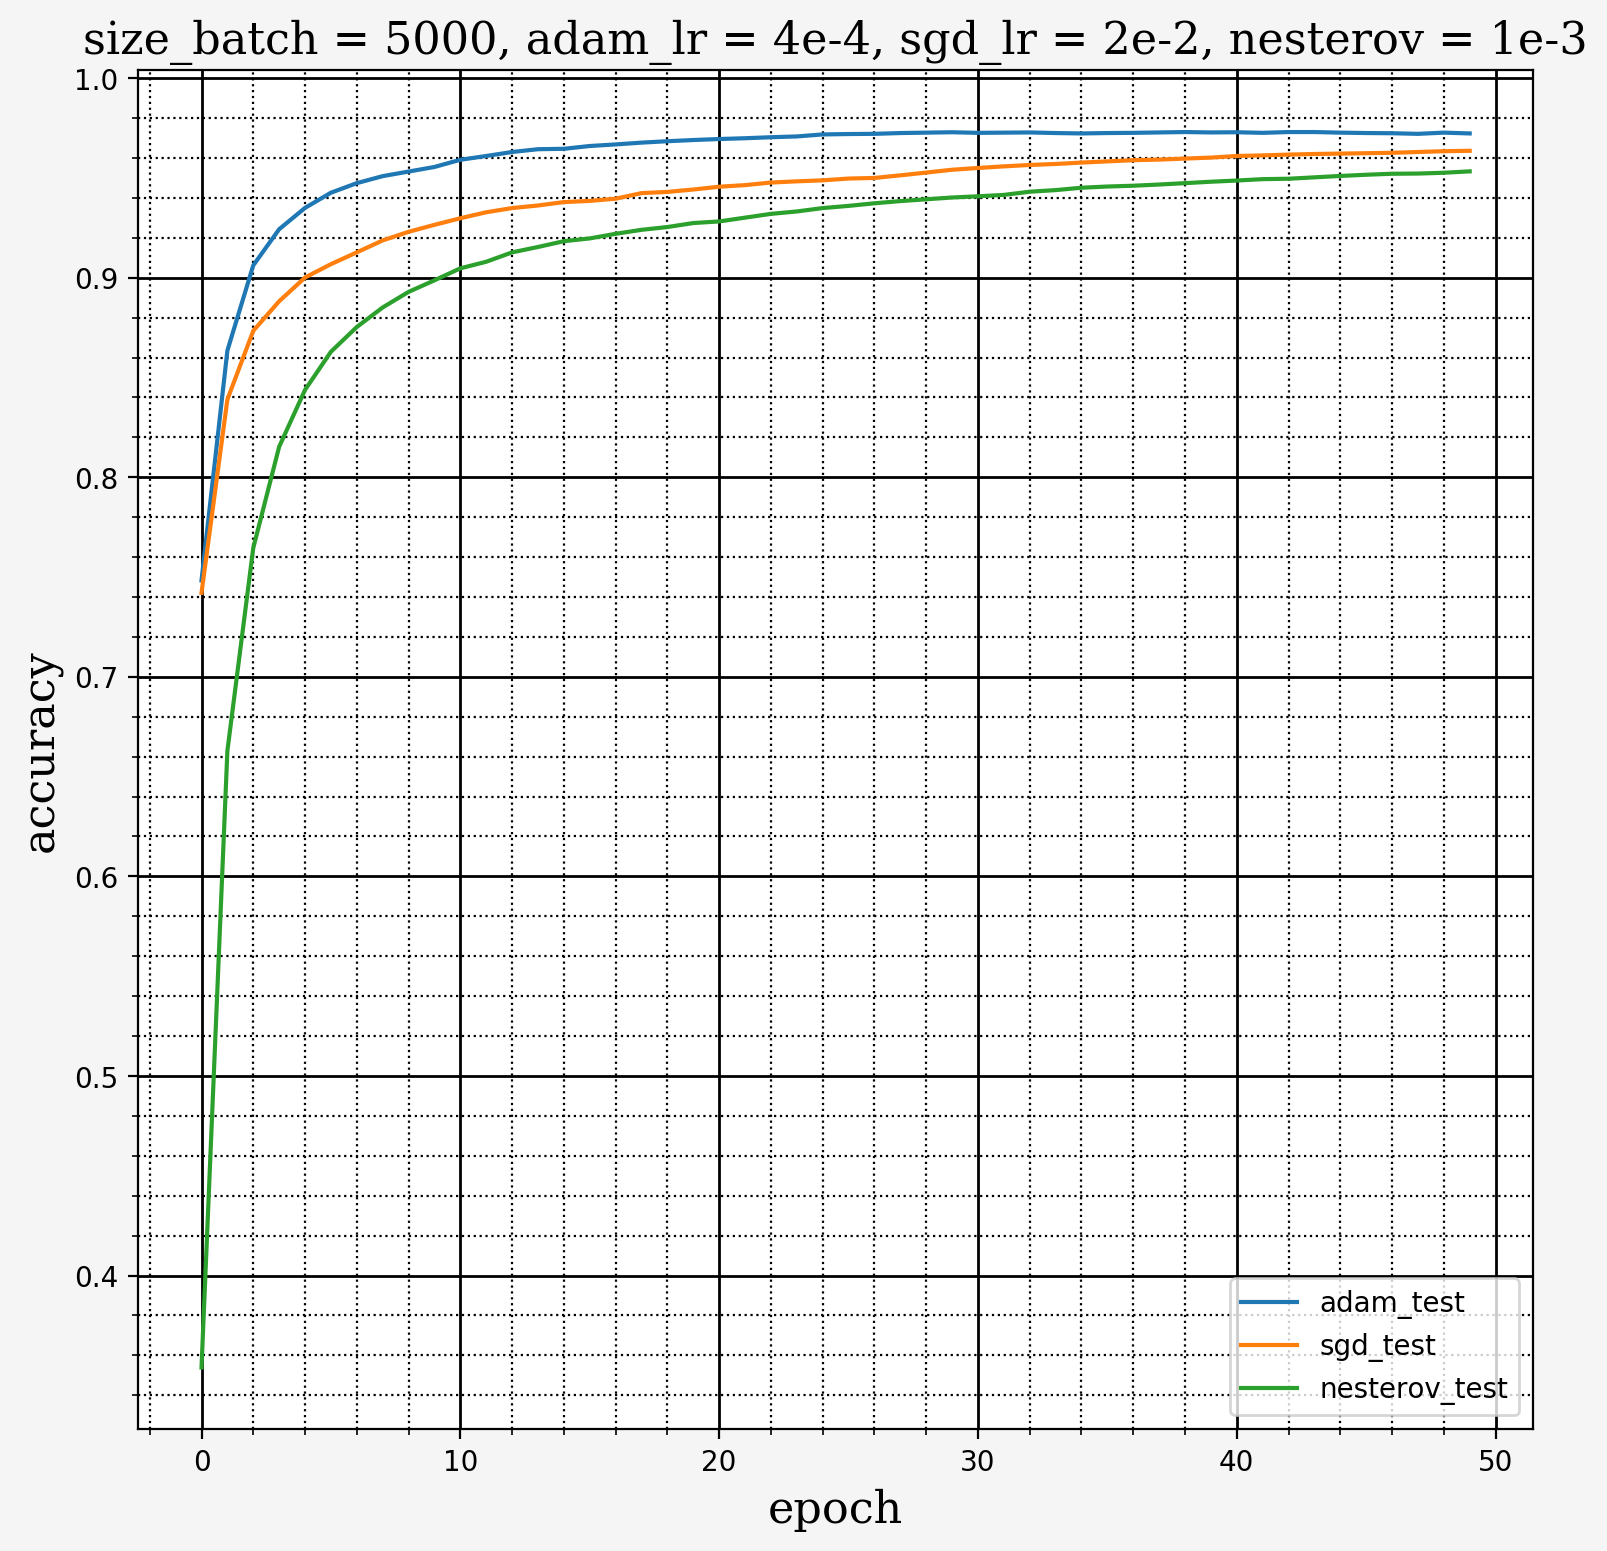 size_batch = 5000, adam_lr = 4e-4, sgd_lr = 2e-2, nesterov = 1e-3
1.0
0.9
0.8
0.7
0.6
0.5
0.4
accuracy
adam_test
sgd_test
nesterov_test
0 10 20 30 40 50
epoch